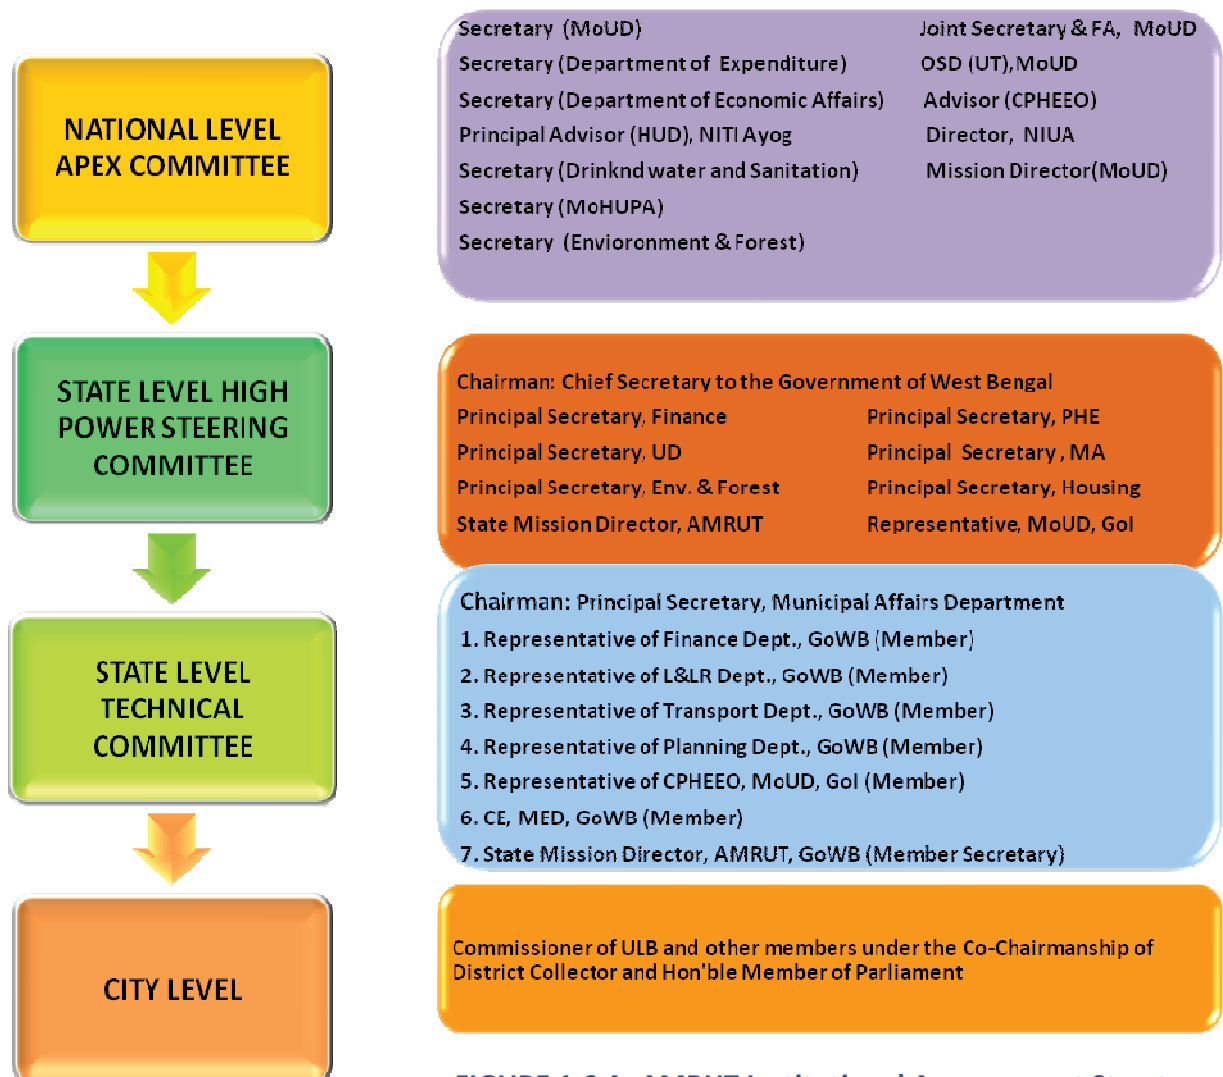 NATIONAL LEVEL
APEX COMMITTEE
Secretary (MoUD)
Secretary (Department of Expenditure)
Secretary (Department of Economic Affairs)
Principal Advisor (HUD), NITI Ayog
Secretary (Drinknd water and Sanitation)
Secretary (MoHUPA)
Secretary (Envioronment & Forest)
Joint Secretary & FA, MoUD
OSD (UT),MoUD
Advisor (CPHEEO)
Director, NIUA
Mission Director(MoUD)
STATE LEVEL HIGH
POWER STEERING
COMMITTEE
Chairman: Chief Secretary to the Government of West Bengal
Principal Secretary, Finance
Principal Secretary, UD
Principal Secretary, Env. & Forest
State Mission Director, AMRUT
Principal Secretary, PHE
Principal Secretary , MA
Principal Secretary, Housing
Representative, MoUD, GoI
STATE LEVEL
TECHNICAL
COMMITTEE
Chairman: Principal Secretary, Municipal Affairs Department
1. Representative of Finance Dept., GoWB (Member)
2. Representative of L&LR Dept., GoWB (Member)
3. Representative of Transport Dept., GoWB (Member)
4. Representative of Planning Dept., GoWB (Member)
5. Representative of CPHEEO, MoUD, GoI (Member)
6. CE, MED, GoWB (Member)
7. State Mission Director, AMRUT, GoWB (Member Secretary)
CITY LEVEL
Commissioner of ULB and other members under the Co-Chairmanship of
District Collector and Hon'ble Member of Parliament